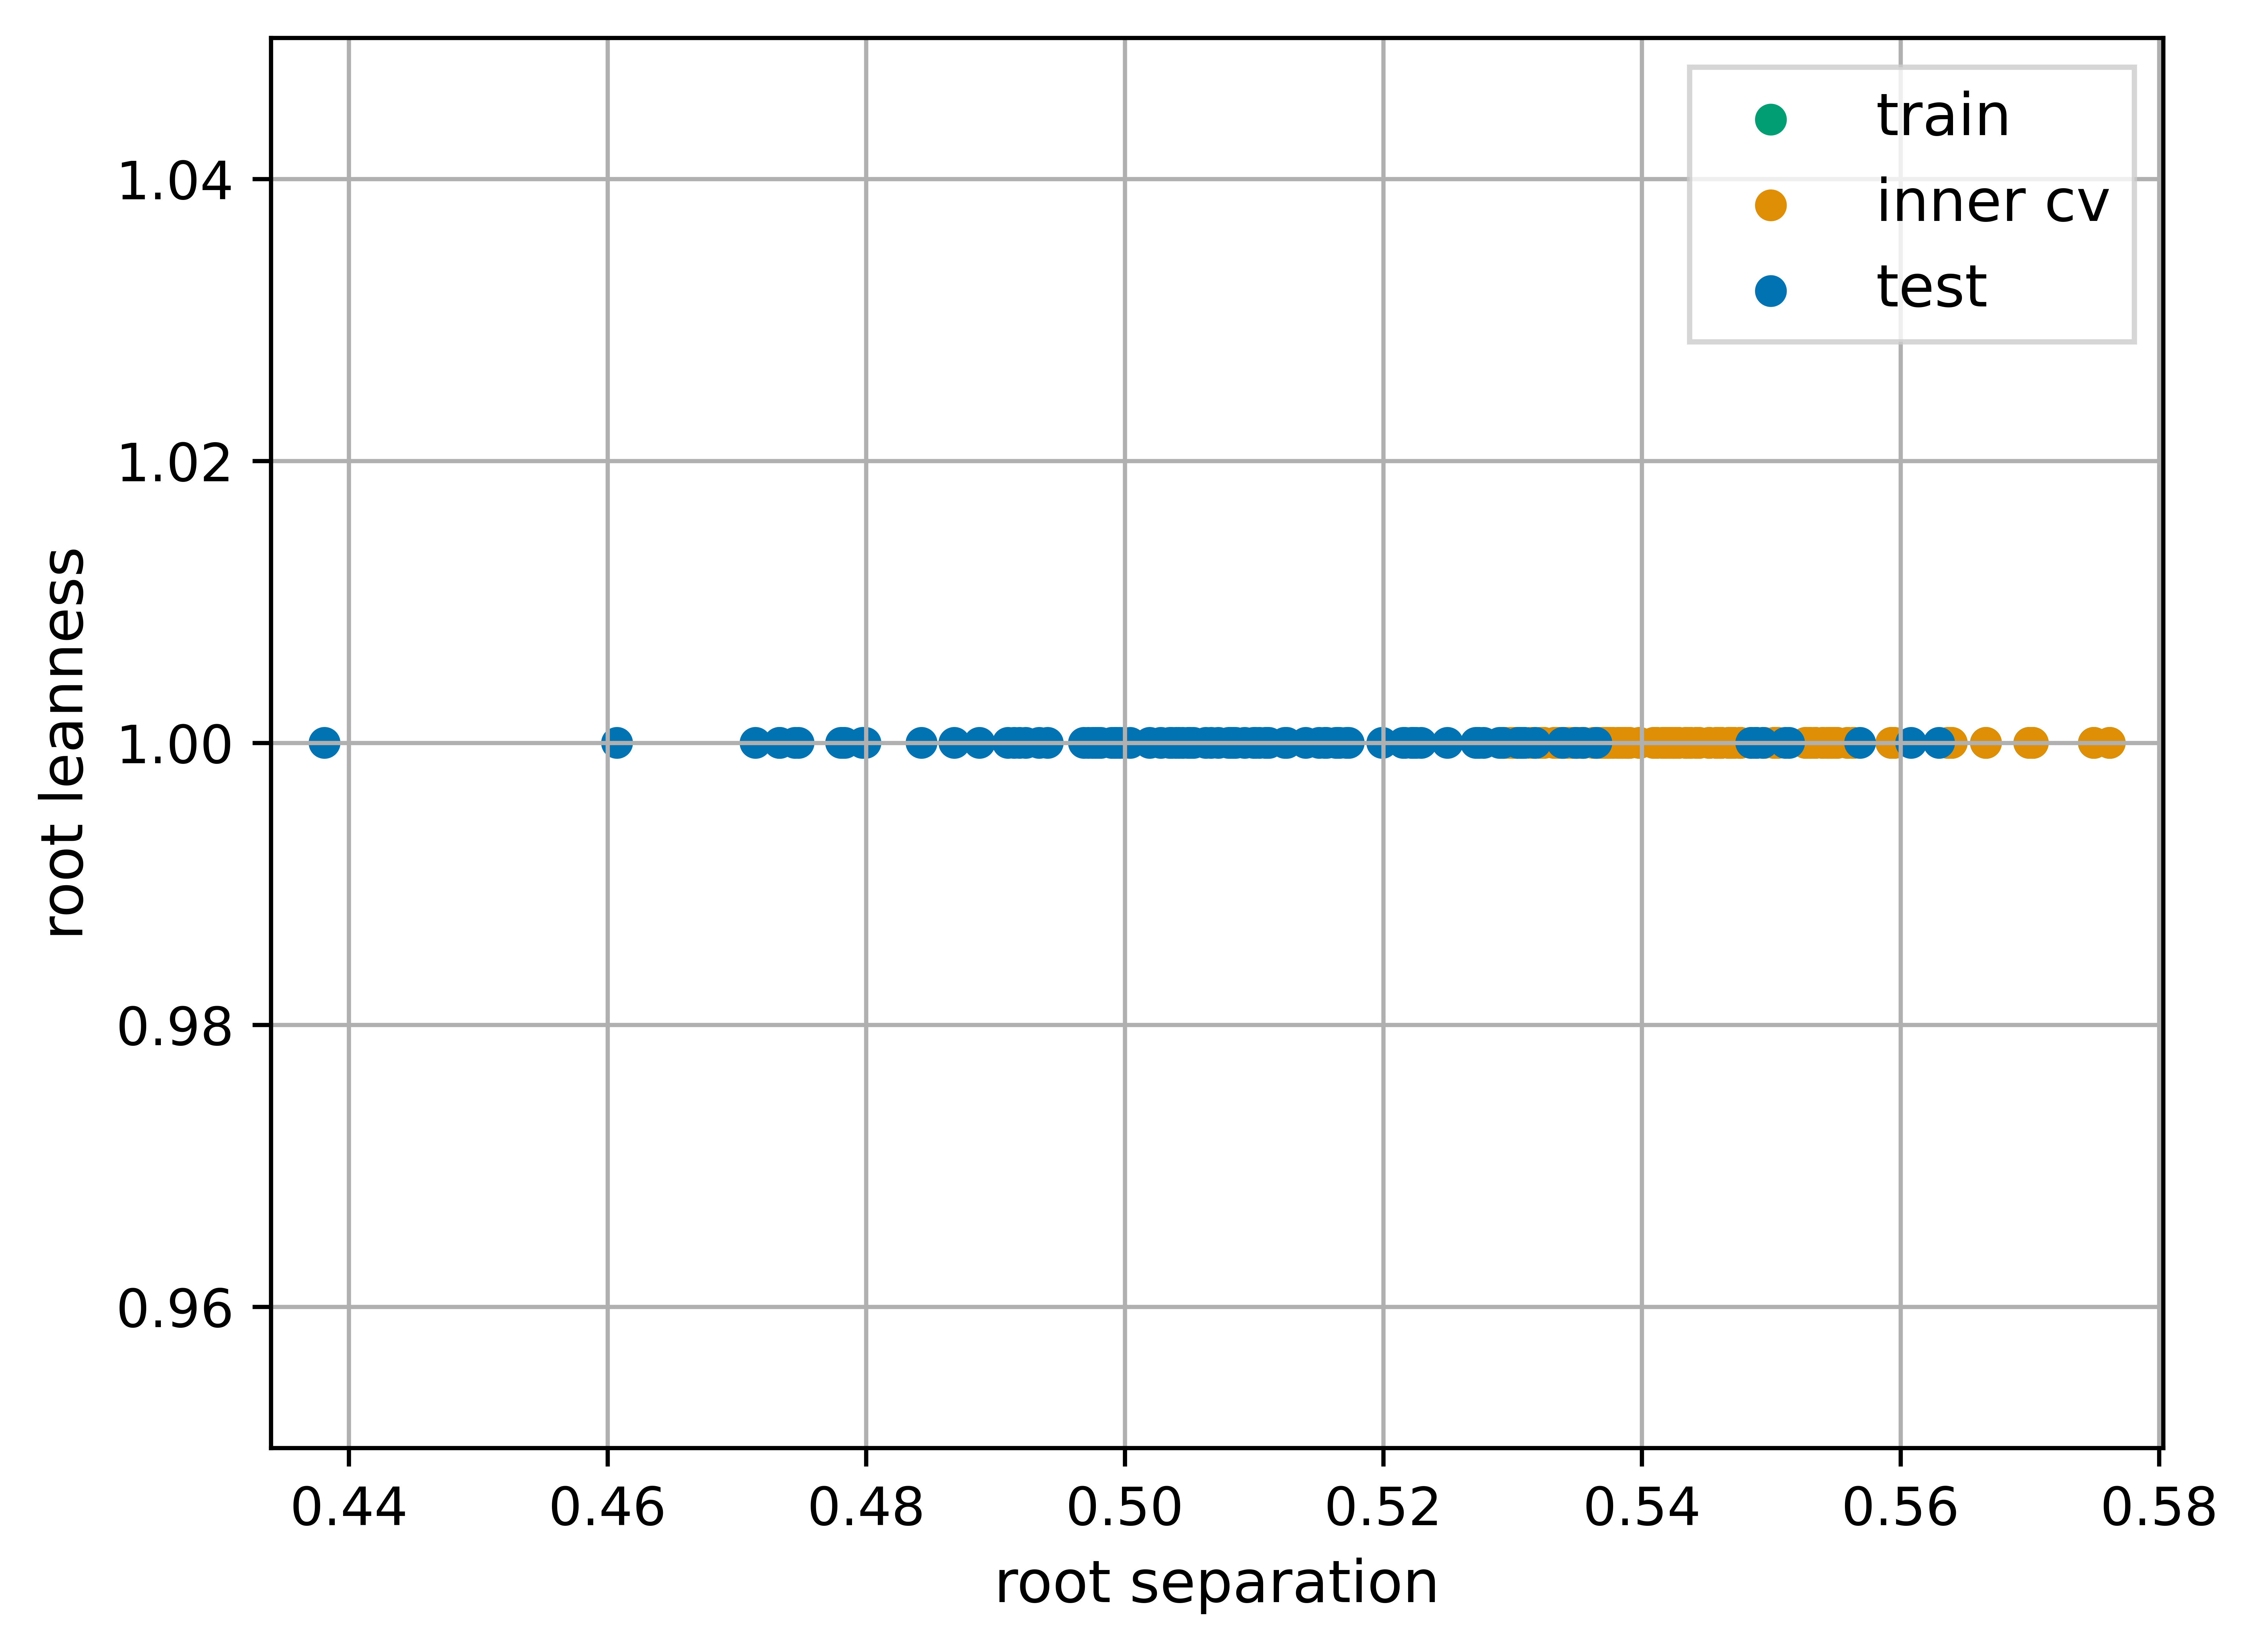 train
inner cv
test
1.04
1.02
1.00
0.98
0.96
root leanness
0.44 0.46 0.48 0.50 0.52 0.54 0.56 0.58
root separation